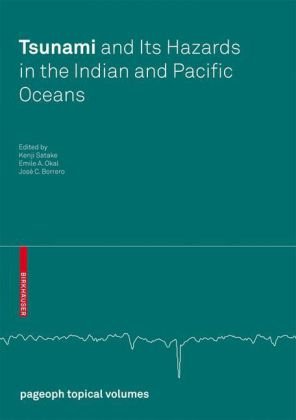 Tsunami and Its Hazards
in the Indian and Pacific
Oceans
Edited by
Kenji Satake
Emile A. Okal
José C. Borrero
BIRKHAUSER
pageoph topical volumes